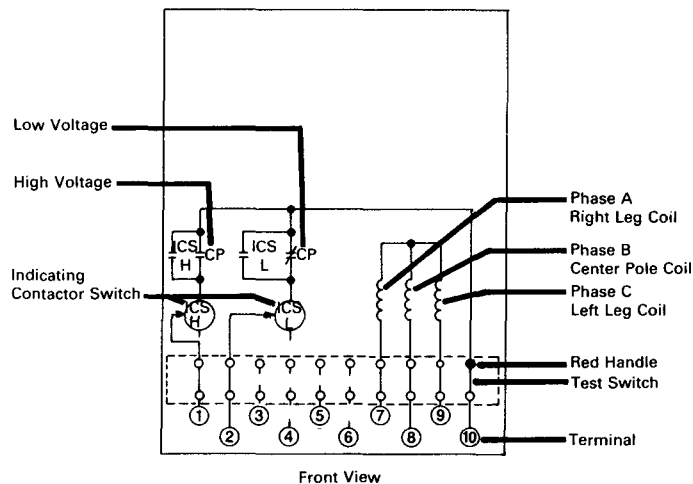 Low Voltage
High Voltage
Indicating
Contactor Switch
ICS
H
CP
ICS
L
CP
ICS
H
ICS
L
Phase A
Right Leg Coil
Phase B
Center Pole Coil
Phase C
Left Leg Coil
Red Handle
Test Switch
Terminal
1
2
3
4
5
6
7
8
9
10
Front View